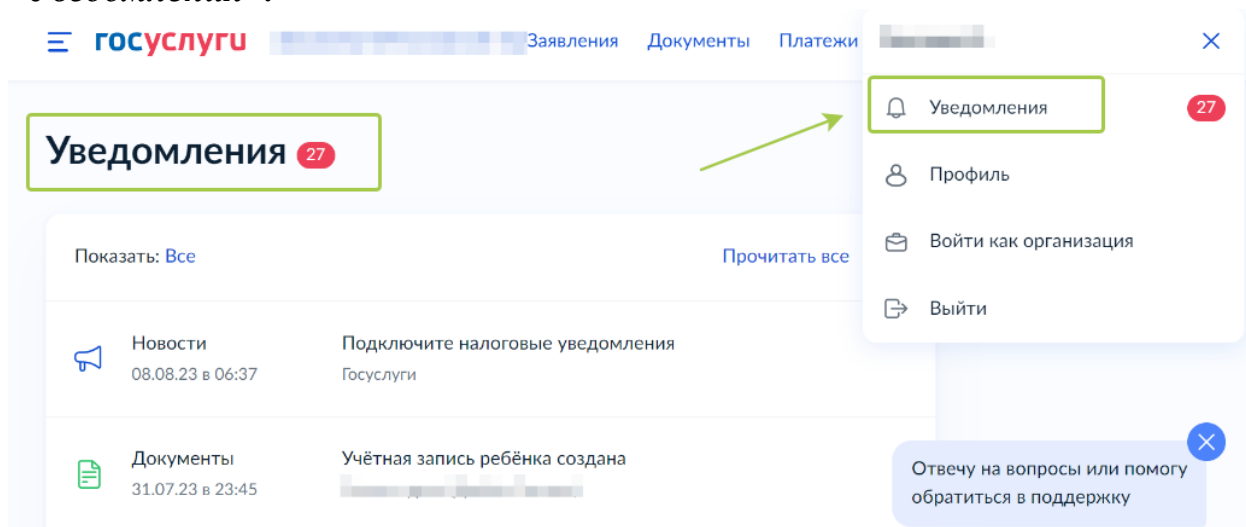 госуслуги Заявления Документы Платежи
Уведомления 27
Уведомления 27
Профиль
Войти как организация
Выйти
Показать: Все Прочитать все
Новости Подключите налоговые уведомления
08.08.23 в 06:37 Госуслуги
Документы Учётная запись ребёнка создана
31.07.23 в 23:45
Отвечу на вопросы или помогу
обратиться в поддержку